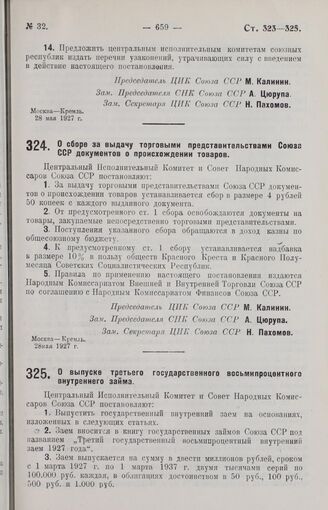 № 32. — 659 — Ст. 323—325.
14. Предложить центральным исполнительным комитетам союзных
республик издать перечни узаконений, утрачивающих силу с введением
в действие настоящего постановления.
Председатель ЦИК Союза ССР М. Калинин.
Зам. Председателя СНК Союза ССР А. Цюрупа.
Зам. Секретаря ЦИК Союза ССР Н. Пахомов.
Москва—Кремль.
28 мая 1927 г.
324. О сборе за выдачу торговыми представительствами Союза
ССР документов о происхождении товаров.
Центральный Исполнительный Комитет и Совет Народных Комис-
саров Союза ССР постановляют:
1. За выдачу торговыми представительствами Союза ССР докумен-
тов о происхождении товаров устанавливается сбор в размере 4 рублей
50 копеек с каждого выданного документа.
2. От предусмотренного ст. 1 сбора освобождаются документы на
товары, закупаемые непосредственно торговыми представительствами.
3. Поступления указанного сбора обращаются в доход казны по
общесоюзному бюджету.
4. К предусмотренному ст. 1 сбору устанавливается надбавка
в размере 10% в пользу обществ Красного Креста и Красного Полу-
месяца Советских Социалистических Республик.
5. Правила по применению настоящего постановления издаются
Народным Комиссариатом Внешней и Внутренней Торговли Союза ССР
по соглашению с Народным Комиссариатом Финансов Союза ССР.
Председатель ЦИК Союза ССР М. Калинин.
Зам. Председателя СНК Союза ССР А. Цюрупа.
Зам. Секретаря ЦИК Союза ССР Н. Пахомов.
Москва—Кремль.
28 мая 1927 г.
325. О выпуске третьего государственного восьмипроцентного
внутреннего займа.
Центральный Исполнительный Комитет и Совет Народных Комис-
саров Союза ССР постановляют:
1. Выпустить государственный внутренний заем на основаниях,
изложенных в следующих статьях.
2. Заем вносится в книгу государственных займов Союза ССР под
названием „Третий государственный восьмипроцентный внутренний
заем 1927 года“.
3. Заем выпускается на сумму в двести миллионов рублей, сроком
с 1 марта 1927 г. по 1 марта 1937 г. двумя тысячами серий по
100.000 руб. каждая, в облигациях достоинством в 50 руб., 100 руб.,
500 руб. и 1.000 руб.